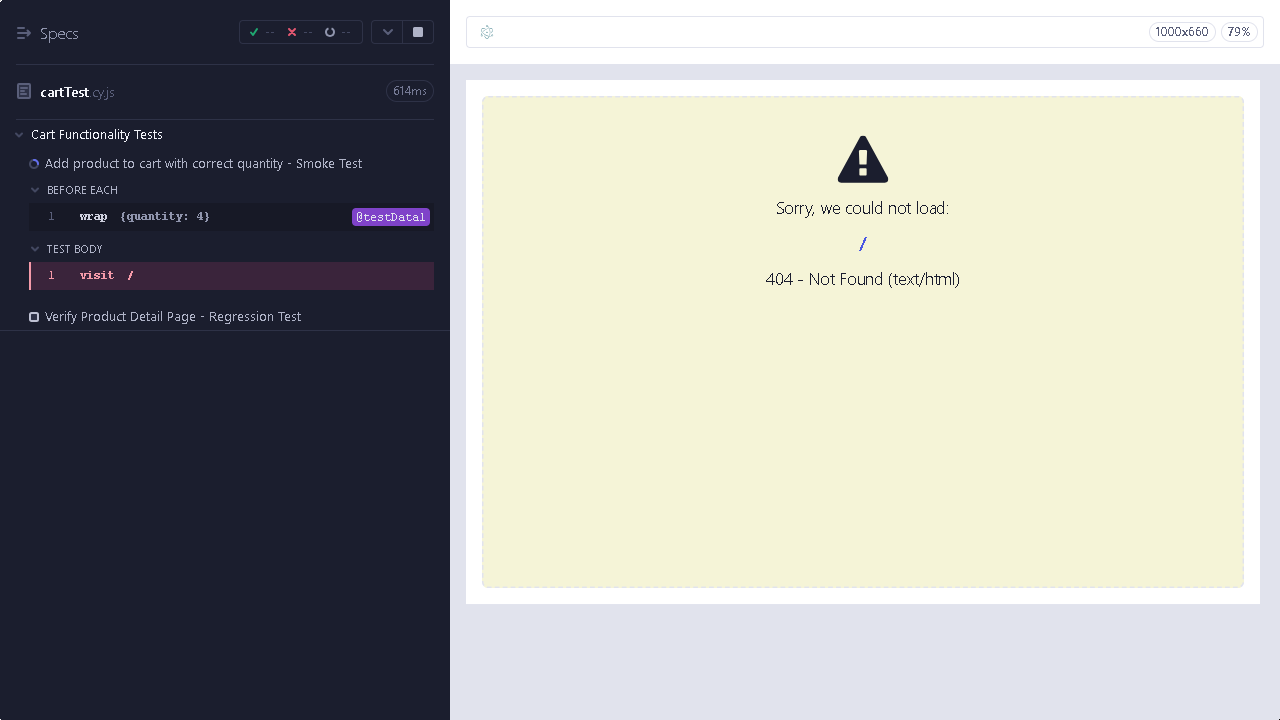 Specs
-- -- --
cartTest.cy.js
614ms
Cart Functionality Tests
Add product to cart with correct quantity - Smoke Test
BEFORE EACH
1 wrap {quantity: 4} @testData1
TEST BODY
1 visit /
Verify Product Detail Page - Regression Test
1000x660
79%
Sorry, we could not load:
/
404 - Not Found (text/html)